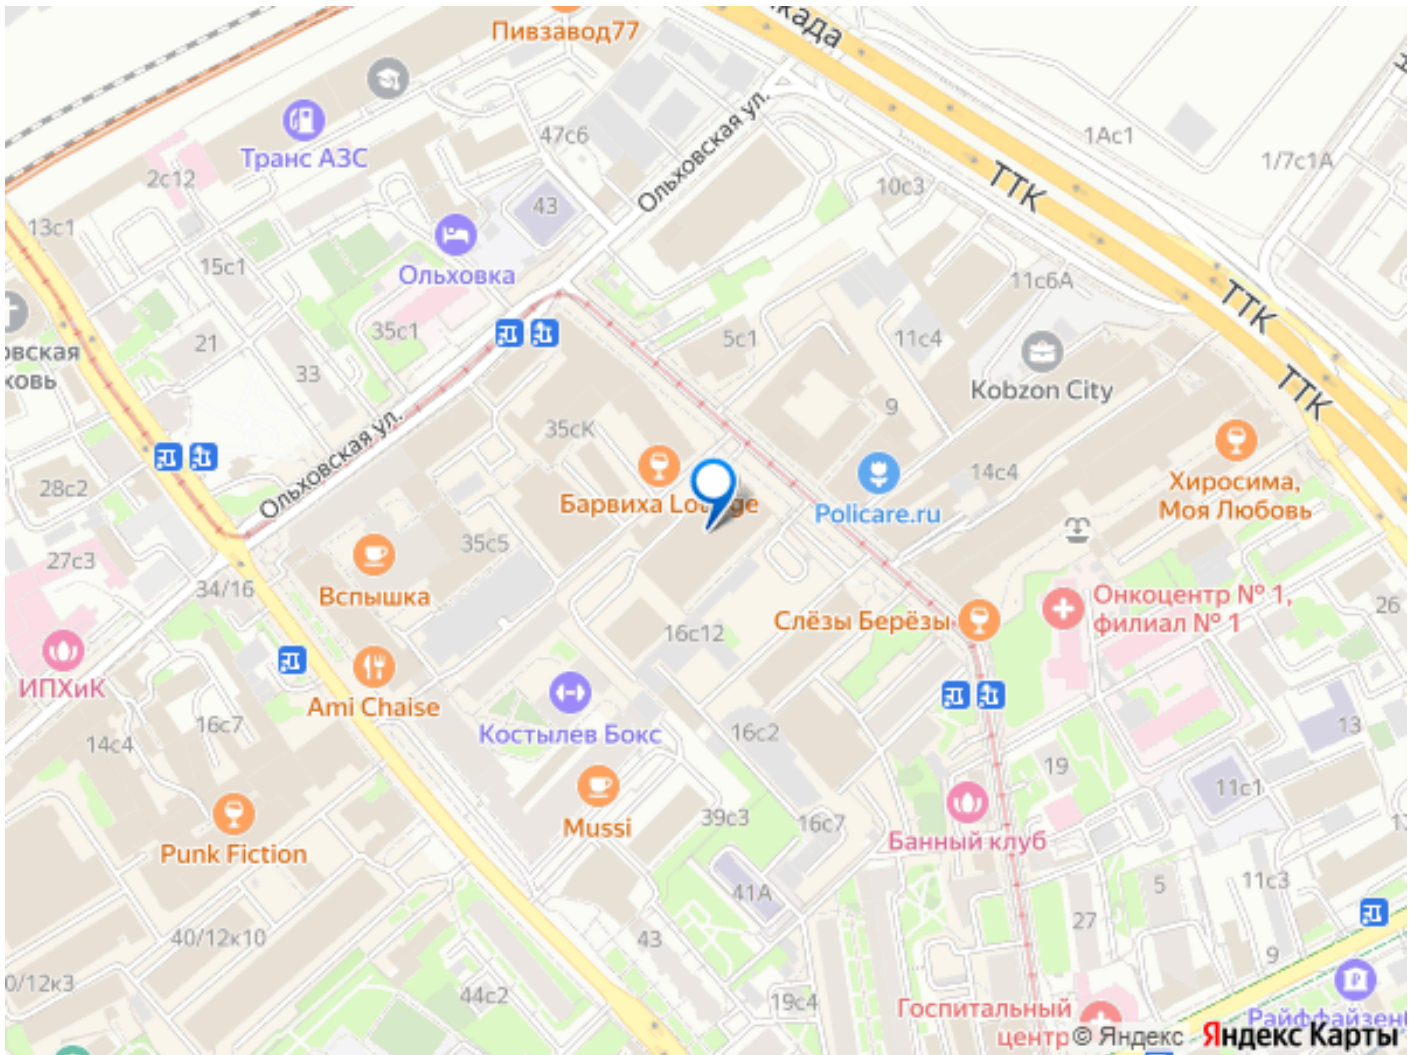 Пивзавод77
када
Транс АЗС
47с6
Ольховская ул.
1Ас1
ТТК
1/7с1А
2с12
10с3
43
13с1
15с1
Ольховка
11с6А
ТТК
35с1
21
5с1
11с4
овская
ковь
33
Kobzon City
ТТК
9
35сК
Ольховская ул.
28с2
14с4
Хиросима,
Моя Любовь
Барвиха Lounge
Policare.ru
35с5
27с3
34/16
Вспышка
Онкоцентр № 1,
филиал № 1
26
Слёзы Берёзы
16с12
ИПХиК
Ami Chaise
16с7
14с4
Костылев Бокс
16с2
13
19
11с1
Mussi
39с3
16с7
Банный клуб
Punk Fiction
41А
5
11с3
27
40/12к10
43
9
0/12к3
44с2
19с4
Госпитальный
центр
Райффайзен
© Яндекс
Яндекс Карты